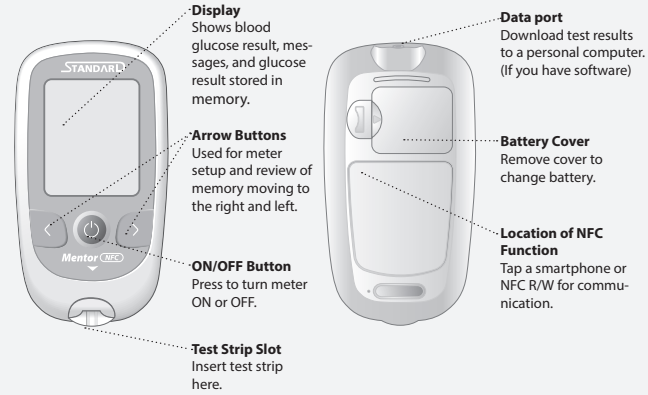 Display
Shows blood
glucose result, mes-
sages, and glucose
result stored in
memory.
STANDARD
Arrow Buttons
Used for meter
setup and review of
memory moving to
the right and left.
Mentor NFC
ON/OFF Button
Press to turn meter
ON or OFF.
Test Strip Slot
Insert test strip
here.
Data port
Download test results
to a personal computer.
(If you have software)
Battery Cover
Remove cover to
change battery.
Location of NFC
Function
Tap a smartphone or
NFC R/W for commu-
nication.